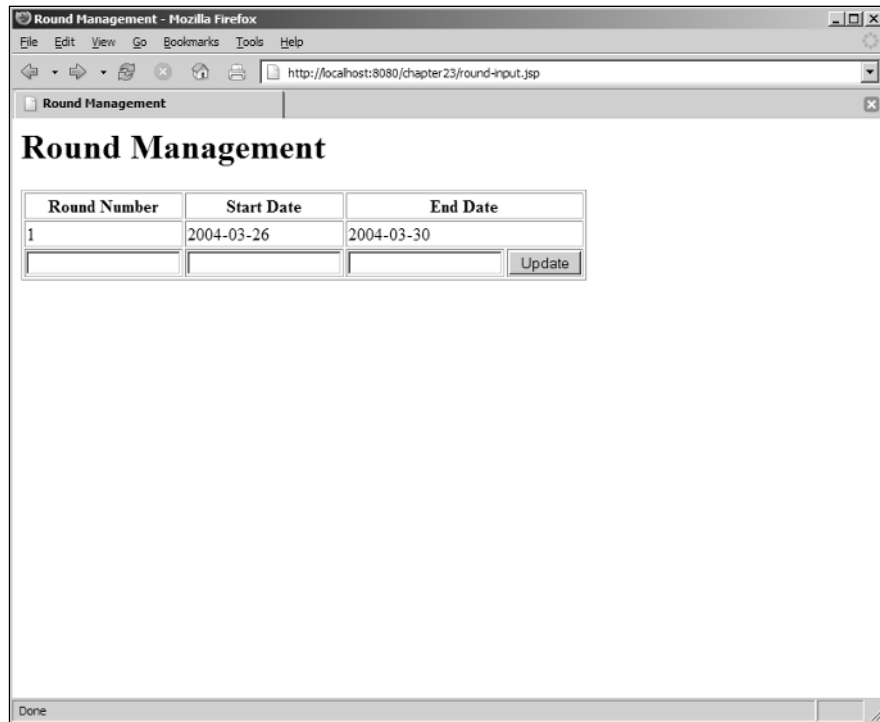 Round Management - Mozilla Firefox
File Edit View Go Bookmarks Tools Help
http://localhost:8080/chapter23/round-input.jsp
Round Management
Round Management
Round Number Start Date End Date
1 2004-03-26 2004-03-30
Update
Done